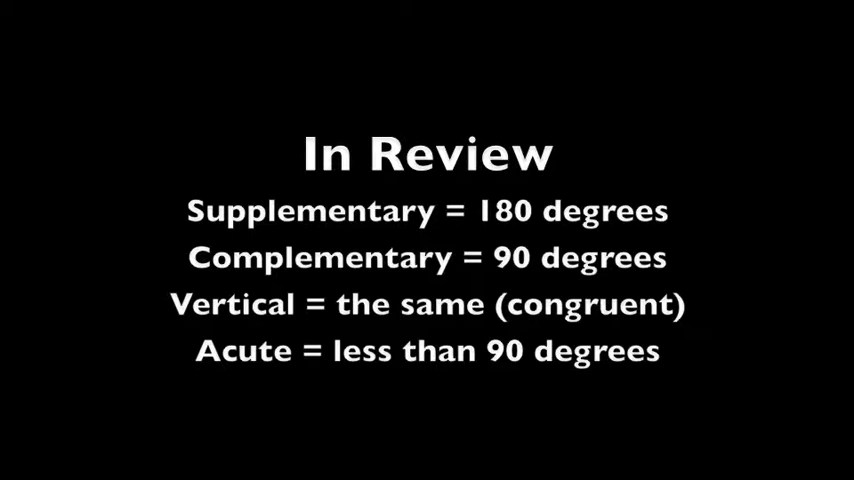 In Review
Supplementary = 180 degrees
Complementary = 90 degrees
Vertical = the same (congruent)
Acute = less than 90 degrees